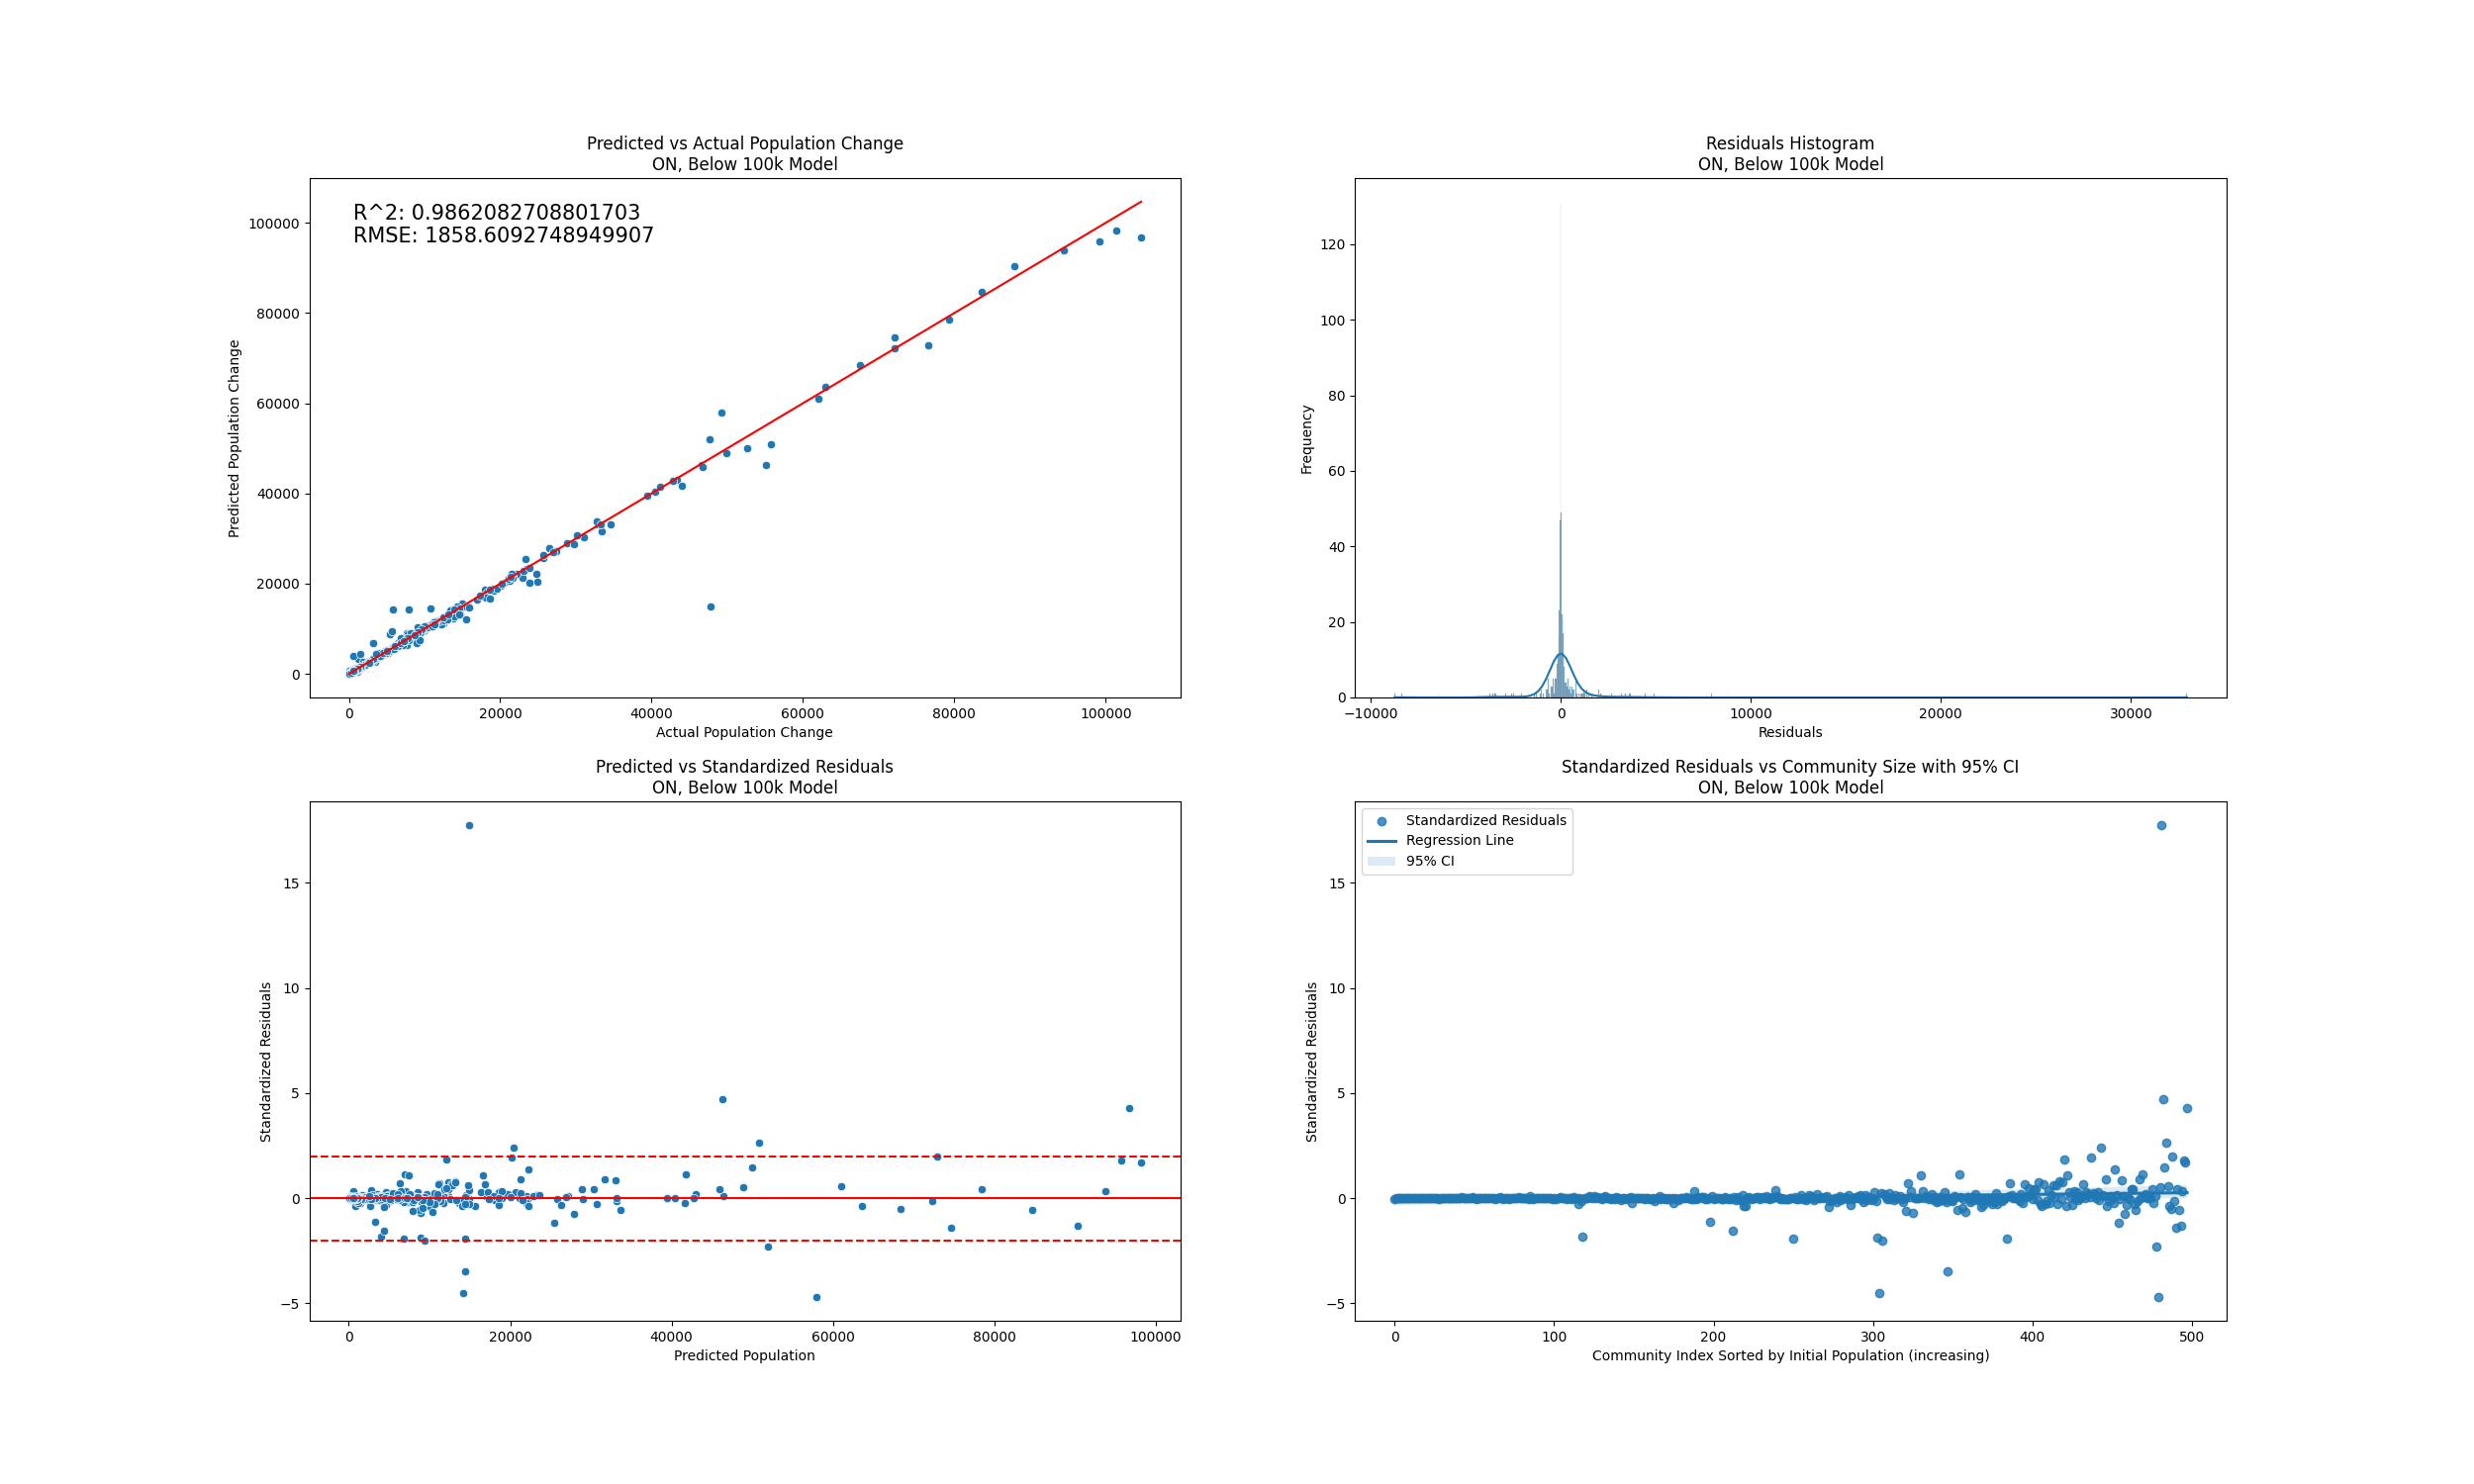 Predicted vs Actual Population Change
ON, Below 100k Model
R^2: 0.9862082708801703
RMSE: 1858.6092748949907
100000
80000
60000
40000
20000
0
Predicted Population Change
0
20000
40000
60000
80000
100000
Actual Population Change
Residuals Histogram
ON, Below 100k Model
120
100
80
60
40
20
0
Frequency
−10000
0
10000
20000
30000
Residuals
Predicted vs Standardized Residuals
ON, Below 100k Model
15
10
5
0
−5
Standardized Residuals
0
20000
40000
60000
80000
100000
Predicted Population
Standardized Residuals vs Community Size with 95% CI
ON, Below 100k Model
Standardized Residuals
Regression Line
95% CI
15
10
5
0
−5
Standardized Residuals
0
100
200
300
400
500
Community Index Sorted by Initial Population (increasing)